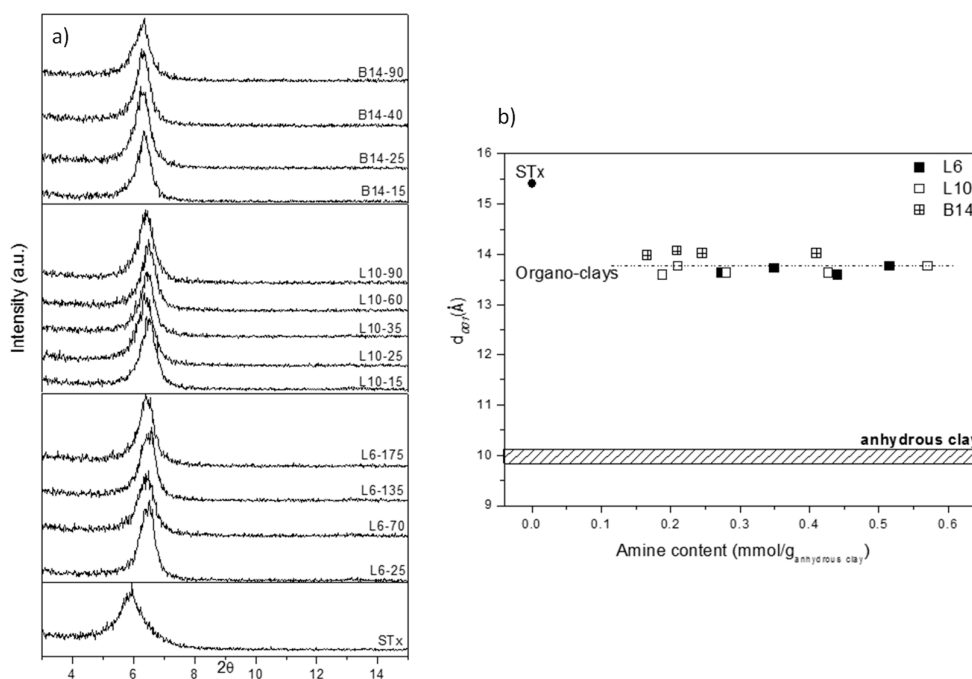 a)
B14-90
B14-40
B14-25
B14-15
L10-90
L10-60
L10-35
L10-25
L10-15
L6-175
L6-135
L6-70
L6-25
STx
Intensity (a.u.)
4 6 8 10 12 14
2θ
b)
16
15
14
13
12
11
10
9
d001(Å)
STx
L6
L10
B14
Organo-clays
anhydrous clay
0.0 0.1 0.2 0.3 0.4 0.5 0.6
Amine content (mmol/g anhydrous clay)